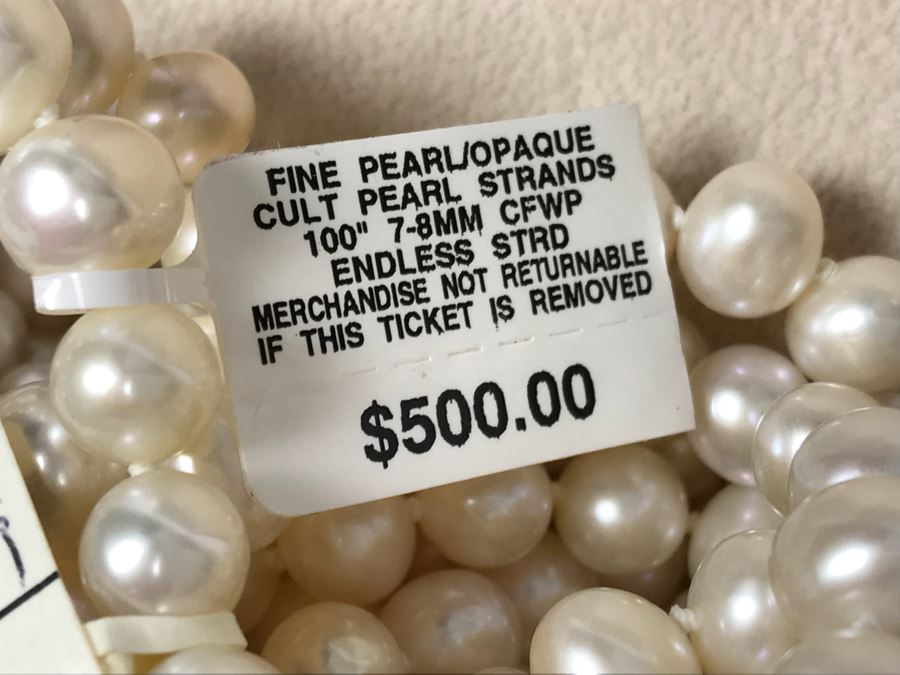 FINE PEARL/OPAQUE
CULT PEARL STRANDS
100" 7-8MM CFWP
ENDLESS STRD
MERCHANDISE NOT RETURNABLE
IF THIS TICKET IS REMOVED
$500.00